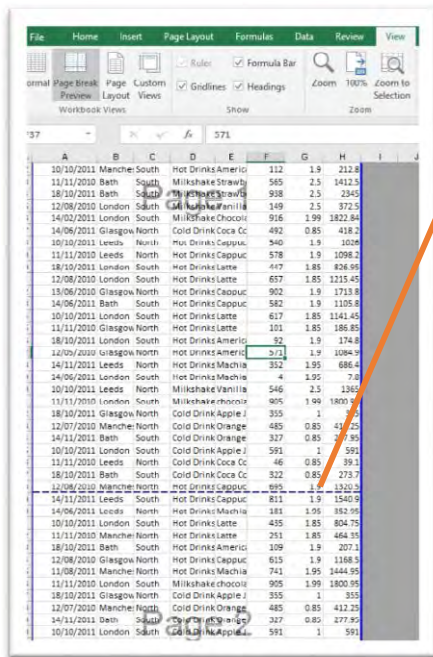 File Home Insert Page Layout Formulas Data Review View
Ruler Formula Bar
Gridlines Headings
ormal Page Break Preview Page Layout Custom Views Zoom 100% Zoom to Selection
Workbook Views Show Zoom
37 fx 571
A B C D E F G H I J
10/10/2011 Manche: South Hot Drinks Americ 112 1.9 212.8
11/11/2010 Bath South Milkshake Strawb 565 2.5 1412.5
18/10/2011 Bath South Milkshake Strawb 938 2.5 2345
12/08/2010 London South Milkshake Vanilla 149 2.5 372.5
14/02/2011 London South Milkshake Chocola 916 1.99 1822.84
14/06/2011 Glasgow North Cold Drink Coca Co 492 0.85 418.2
10/10/2011 Leeds North Hot Drinks Cappuc 540 1.9 1026
11/11/2010 Leeds North Hot Drinks Cappuc 578 1.9 1098.2
18/10/2011 London South Hot Drinks Latte 447 1.85 826.95
12/08/2010 London South Hot Drinks Latte 657 1.85 1215.45
13/06/2010 Glasgow South Hot Drinks Cappuc 902 1.9 1713.8
14/06/2011 Bath South Hot Drinks Cappuc 582 1.9 1105.8
10/10/2011 London South Hot Drinks Latte 617 1.85 1141.45
11/11/2010 Glasgow North Hot Drinks Latte 101 1.85 186.85
18/10/2011 London South Hot Drinks Americ 92 1.9 174.8
12/05/2010 Glasgow North Hot Drinks Americ 571 1.9 1084.9
14/11/2011 Leeds North Hot Drinks Machia 352 1.95 686.4
14/06/2011 London South Hot Drinks Machia 4 1.95 7.8
10/10/2011 London North Milkshake Vanilla 546 2.5 1365
11/11/2010 London South Milkshake chocola 905 1.99 1800.95
18/10/2011 Glasgow North Cold Drink Apple J 355 1 355
12/07/2010 Manche: North Cold Drink Orange 485 0.85 412.25
14/11/2011 Bath South Cold Drink Orange 327 0.85 277.95
10/10/2011 London South Cold Drink Apple J 591 1 591
11/11/2010 Leeds North Cold Drink Coca Co 46 0.85 39.1
18/10/2011 Bath South Cold Drink Coca Co 322 0.85 273.7
12/08/2010 Manche: North Hot Drinks Cappuc 695 1.9 1320.5
14/11/2011 Leeds South Hot Drinks Cappuc 811 1.9 1540.9
14/06/2011 Leeds North Hot Drinks Machia 181 1.95 352.95
10/10/2011 London South Hot Drinks Latte 435 1.85 804.75
11/11/2010 Manche: North Hot Drinks Latte 251 1.85 464.35
18/10/2011 Bath South Hot Drinks Americ 109 1.9 207.1
12/08/2010 Glasgow South Hot Drinks Cappuc 615 1.9 1168.5
11/08/2011 Manche: North Hot Drinks Machia 741 1.95 1444.95
11/11/2010 London South Milkshake chocola 905 1.99 1800.95
18/10/2011 Glasgow North Cold Drink Apple J 355 1 355
12/07/2010 Manche: North Cold Drink Orange 485 0.85 412.25
14/11/2011 Bath South Cold Drink Orange 327 0.85 277.95
10/10/2011 London South Cold Drink Apple J 591 1 591
Page 1
Page 2